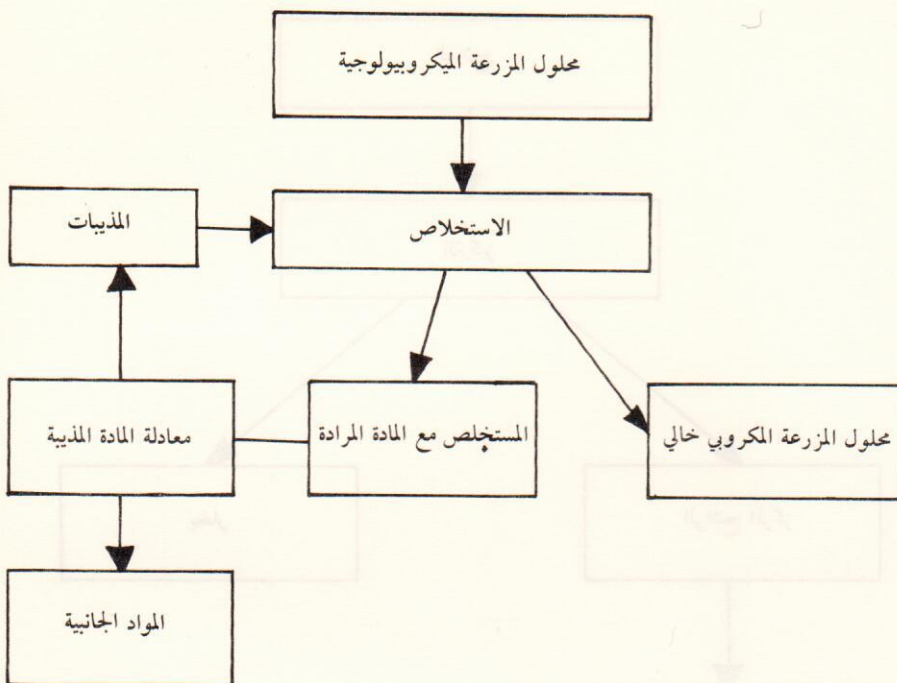 محلول المزرعة الميكروبيولوجية
الاستخلاص
المذيبات
محلول المزرعة المكروبي خالي
المستخلص مع المادة المرادة
معادلة المادة المذيبة
المواد الجانبية